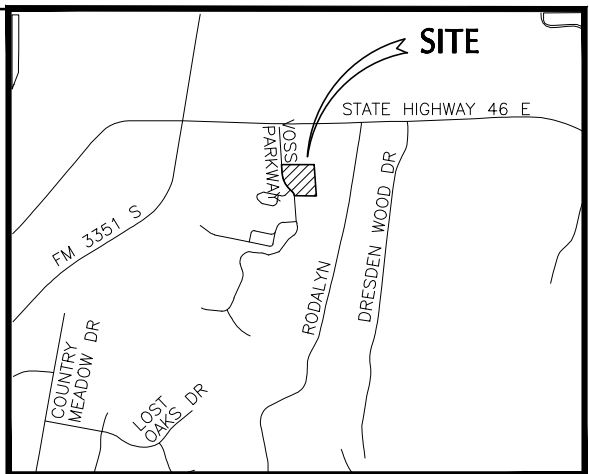 SITE
STATE HIGHWAY 46 E
VOSS
PARKWAY
FM 3351 S
DRESDEN WOOD DR
RODALYN
COUNTRY
MEADOW DR
LOST
OAKS DR